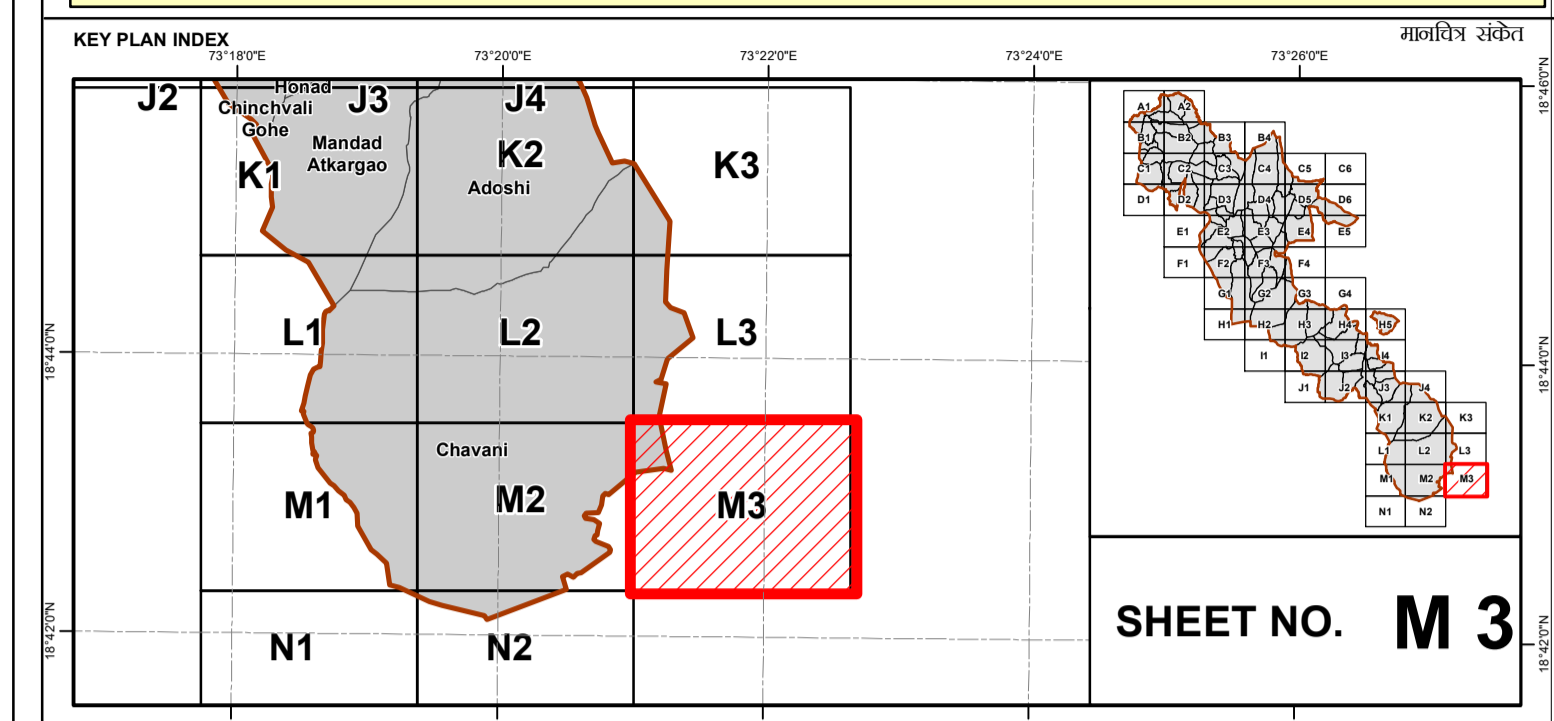 KEY PLAN INDEX
मानचित्र संकेत
73°18'0"E 73°20'0"E 73°22'0"E 73°24'0"E 73°26'0"E
18°46'0"N
18°44'0"N 18°44'0"N
18°42'0"N 18°42'0"N
J2 J3 J4
Honad
Chinchvali
Gohe
Mandad
Atkargao
K1 K2 K3
Adoshi
L1 L2 L3
Chavani
M1 M2 M3
N1 N2
A1 A2
B1 B2 B3 B4
C1 C2 C3 C4 C5 C6
D1 D2 D3 D4 D5 D6
E1 E2 E3 E4 E5
F1 F2 F3 F4
G1 G2 G3 G4
H1 H2 H3 H4 H5
I1 I2 I3 I4
J1 J2 J3 J4
K1 K2 K3
L1 L2 L3
M1 M2 M3
N1 N2
SHEET NO. M 3